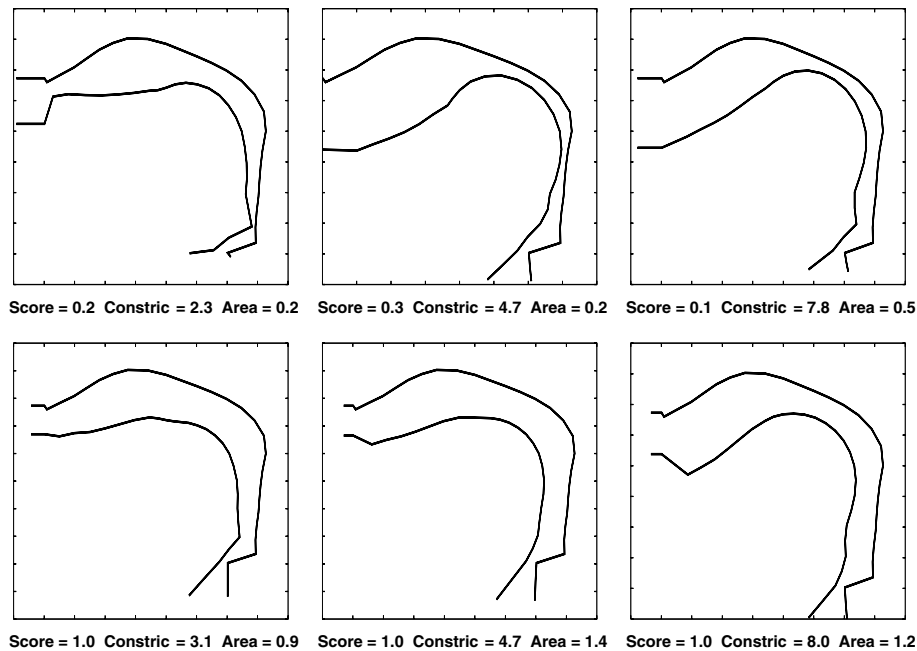 Score = 0.2 Constric = 2.3 Area = 0.2
Score = 0.3 Constric = 4.7 Area = 0.2
Score = 0.1 Constric = 7.8 Area = 0.5
Score = 1.0 Constric = 3.1 Area = 0.9
Score = 1.0 Constric = 4.7 Area = 1.4
Score = 1.0 Constric = 8.0 Area = 1.2